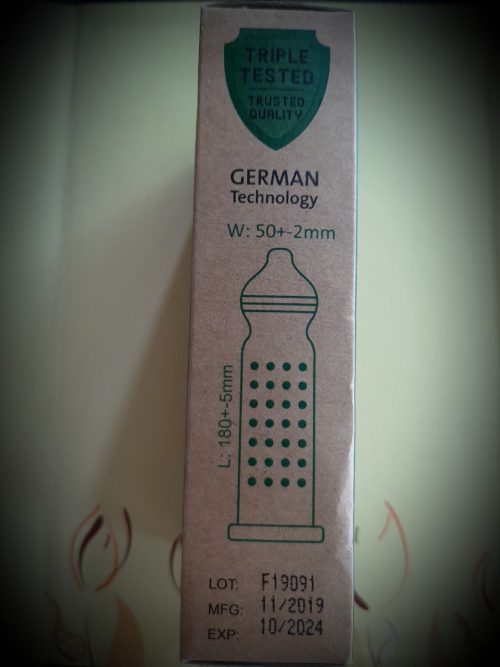 TRIPLE
TESTED
TRUSTED
QUALITY
GERMAN
Technology
W: 50+-2mm
L: 180+-5mm
LOT: F19091
MFG: 11/2019
EXP: 10/2024